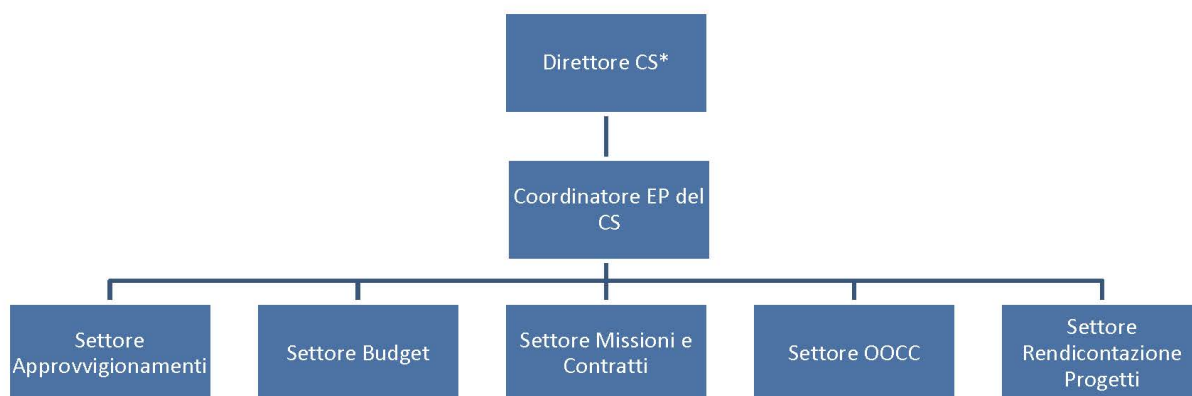 Direttore CS*
Coordinatore EP del
CS
Settore
Approvvigionamenti
Settore Budget
Settore Missioni e
Contratti
Settore OOCC
Settore
Rendicontazione
Progetti